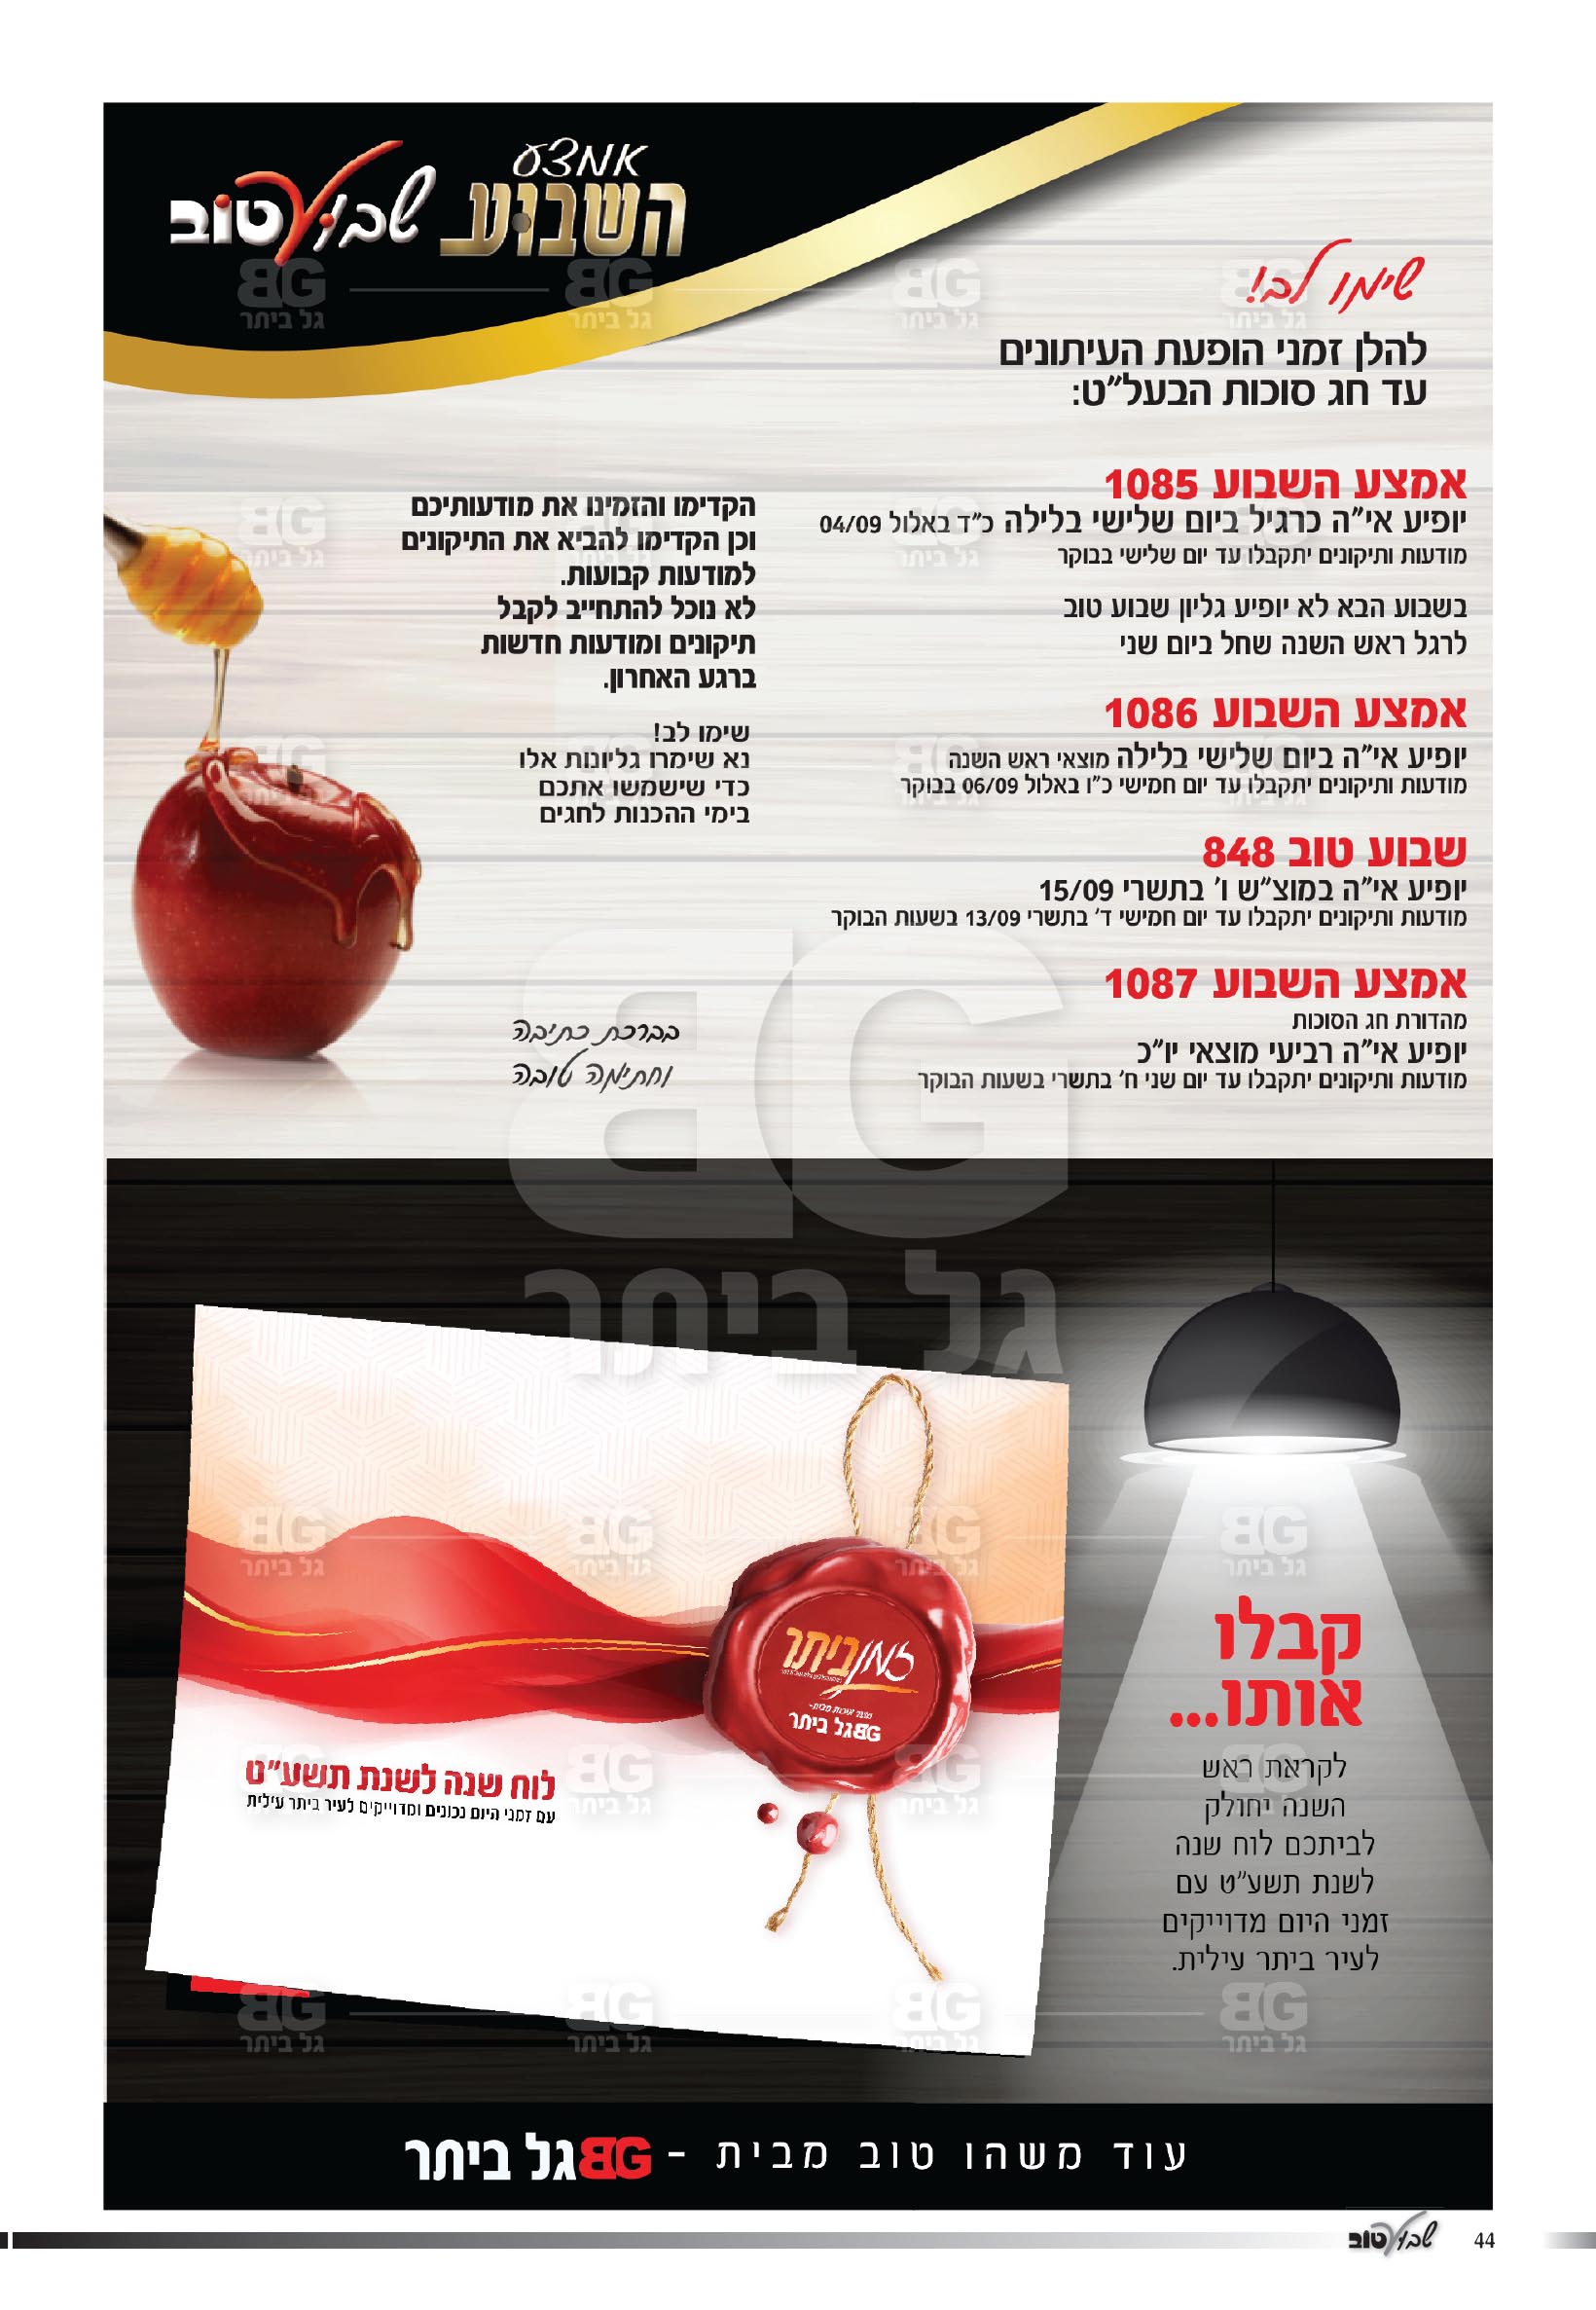 אמצע
השבוע
שבוע טוב
שימו לב!
להלן זמני הופעת העיתונים
עד חג סוכות הבעל"ט:
אמצע השבוע 1085
יופיע אי"ה כרגיל ביום שלישי בלילה כ"ד באלול 04/09
מודעות ותיקונים יתקבלו עד יום שלישי בבוקר
בשבוע הבא לא יופיע גליון שבוע טוב
לרגל ראש השנה שחל ביום שני
אמצע השבוע 1086
יופיע אי"ה ביום שלישי בלילה מוצאי ראש השנה
מודעות ותיקונים יתקבלו עד יום חמישי כ"ו באלול 06/09 בבוקר
שבוע טוב 848
יופיע אי"ה במוצ"ש ו' בתשרי 15/09
מודעות ותיקונים יתקבלו עד יום חמישי ד' בתשרי 13/09 בשעות הבוקר
אמצע השבוע 1087
מהדורת חג הסוכות
יופיע אי"ה רביעי מוצאי יו"כ
מודעות ותיקונים יתקבלו עד יום שני ח' בתשרי בשעות הבוקר
הקדימו והזמינו את מודעותיכם
וכן הקדימו להביא את התיקונים
למודעות קבועות.
לא נוכל להתחייב לקבל
תיקונים ומודעות חדשות
ברגע האחרון.
שימו לב!
נא שימרו גליונות אלו
כדי שישמשו אתכם
בימי ההכנות לחגים
בברכת כתיבה
וחתימה טובה
BG
גל ביתר
קבלו
אותו...
לקראת ראש
השנה יחולק
לביתכם לוח שנה
לשנת תשע"ט עם
זמני היום מדוייקים
לעיר ביתר עילית.
זמן ביתר
מוצר איכות מבית-
BG גל ביתר
לוח שנה לשנת תשע"ט
עם זמני היום נכונים ומדוייקים לעיר ביתר עילית
עוד משהו טוב מבית - BG גל ביתר
שבוע טוב
44